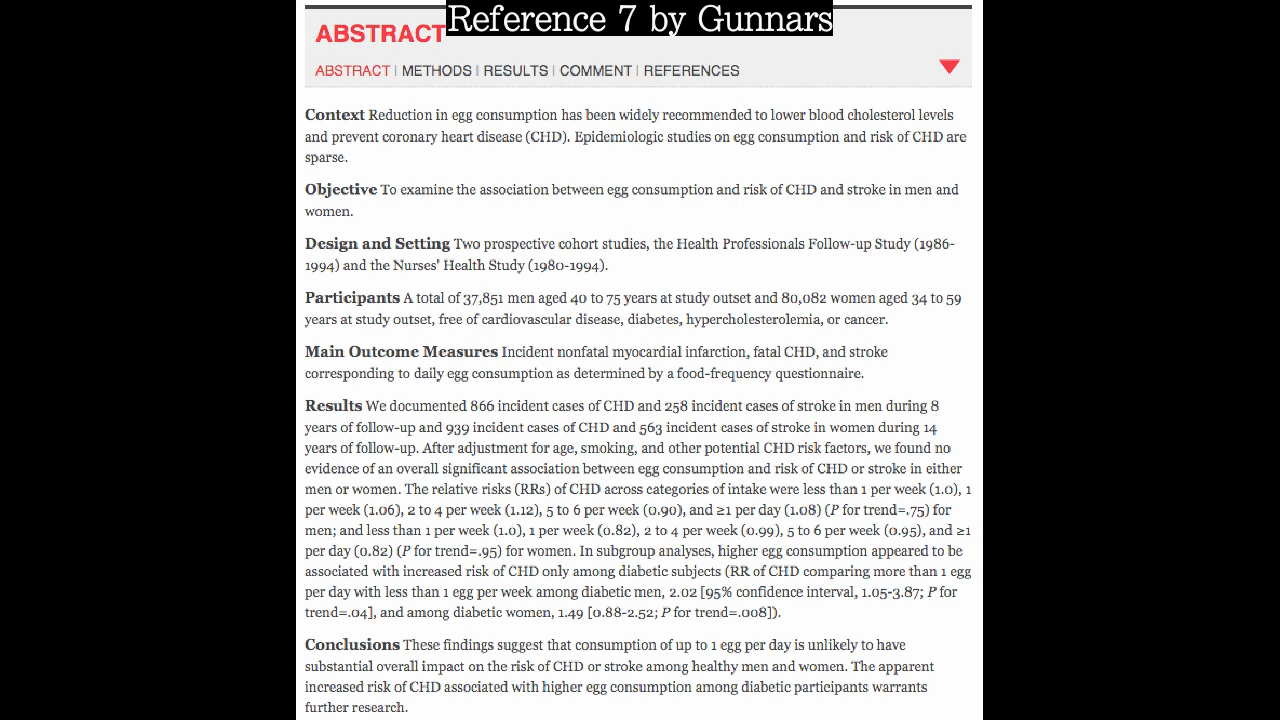 Reference 7 by Gunnars
ABSTRACT
ABSTRACT | METHODS | RESULTS | COMMENT | REFERENCES
Context Reduction in egg consumption has been widely recommended to lower blood cholesterol levels
and prevent coronary heart disease (CHD). Epidemiologic studies on egg consumption and risk of CHD are
sparse.
Objective To examine the association between egg consumption and risk of CHD and stroke in men and
women.
Design and Setting Two prospective cohort studies, the Health Professionals Follow-up Study (1986-
1994) and the Nurses' Health Study (1980-1994).
Participants A total of 37,851 men aged 40 to 75 years at study outset and 80,082 women aged 34 to 59
years at study outset, free of cardiovascular disease, diabetes, hypercholesterolemia, or cancer.
Main Outcome Measures Incident nonfatal myocardial infarction, fatal CHD, and stroke
corresponding to daily egg consumption as determined by a food-frequency questionnaire.
Results We documented 866 incident cases of CHD and 258 incident cases of stroke in men during 8
years of follow-up and 939 incident cases of CHD and 563 incident cases of stroke in women during 14
years of follow-up. After adjustment for age, smoking, and other potential CHD risk factors, we found no
evidence of an overall significant association between egg consumption and risk of CHD or stroke in either
men or women. The relative risks (RRs) of CHD across categories of intake were less than 1 per week (1.0), 1
per week (1.06), 2 to 4 per week (1.12), 5 to 6 per week (0.90), and ≥1 per day (1.08) (P for trend=.75) for
men; and less than 1 per week (1.0), 1 per week (0.82), 2 to 4 per week (0.99), 5 to 6 per week (0.95), and ≥1
per day (0.82) (P for trend=.95) for women. In subgroup analyses, higher egg consumption appeared to be
associated with increased risk of CHD only among diabetic subjects (RR of CHD comparing more than 1 egg
per day with less than 1 egg per week among diabetic men, 2.02 [95% confidence interval, 1.05-3.87; P for
trend=.04], and among diabetic women, 1.49 [0.88-2.52; P for trend=.008]).
Conclusions These findings suggest that consumption of up to 1 egg per day is unlikely to have
substantial overall impact on the risk of CHD or stroke among healthy men and women. The apparent
increased risk of CHD associated with higher egg consumption among diabetic participants warrants
further research.